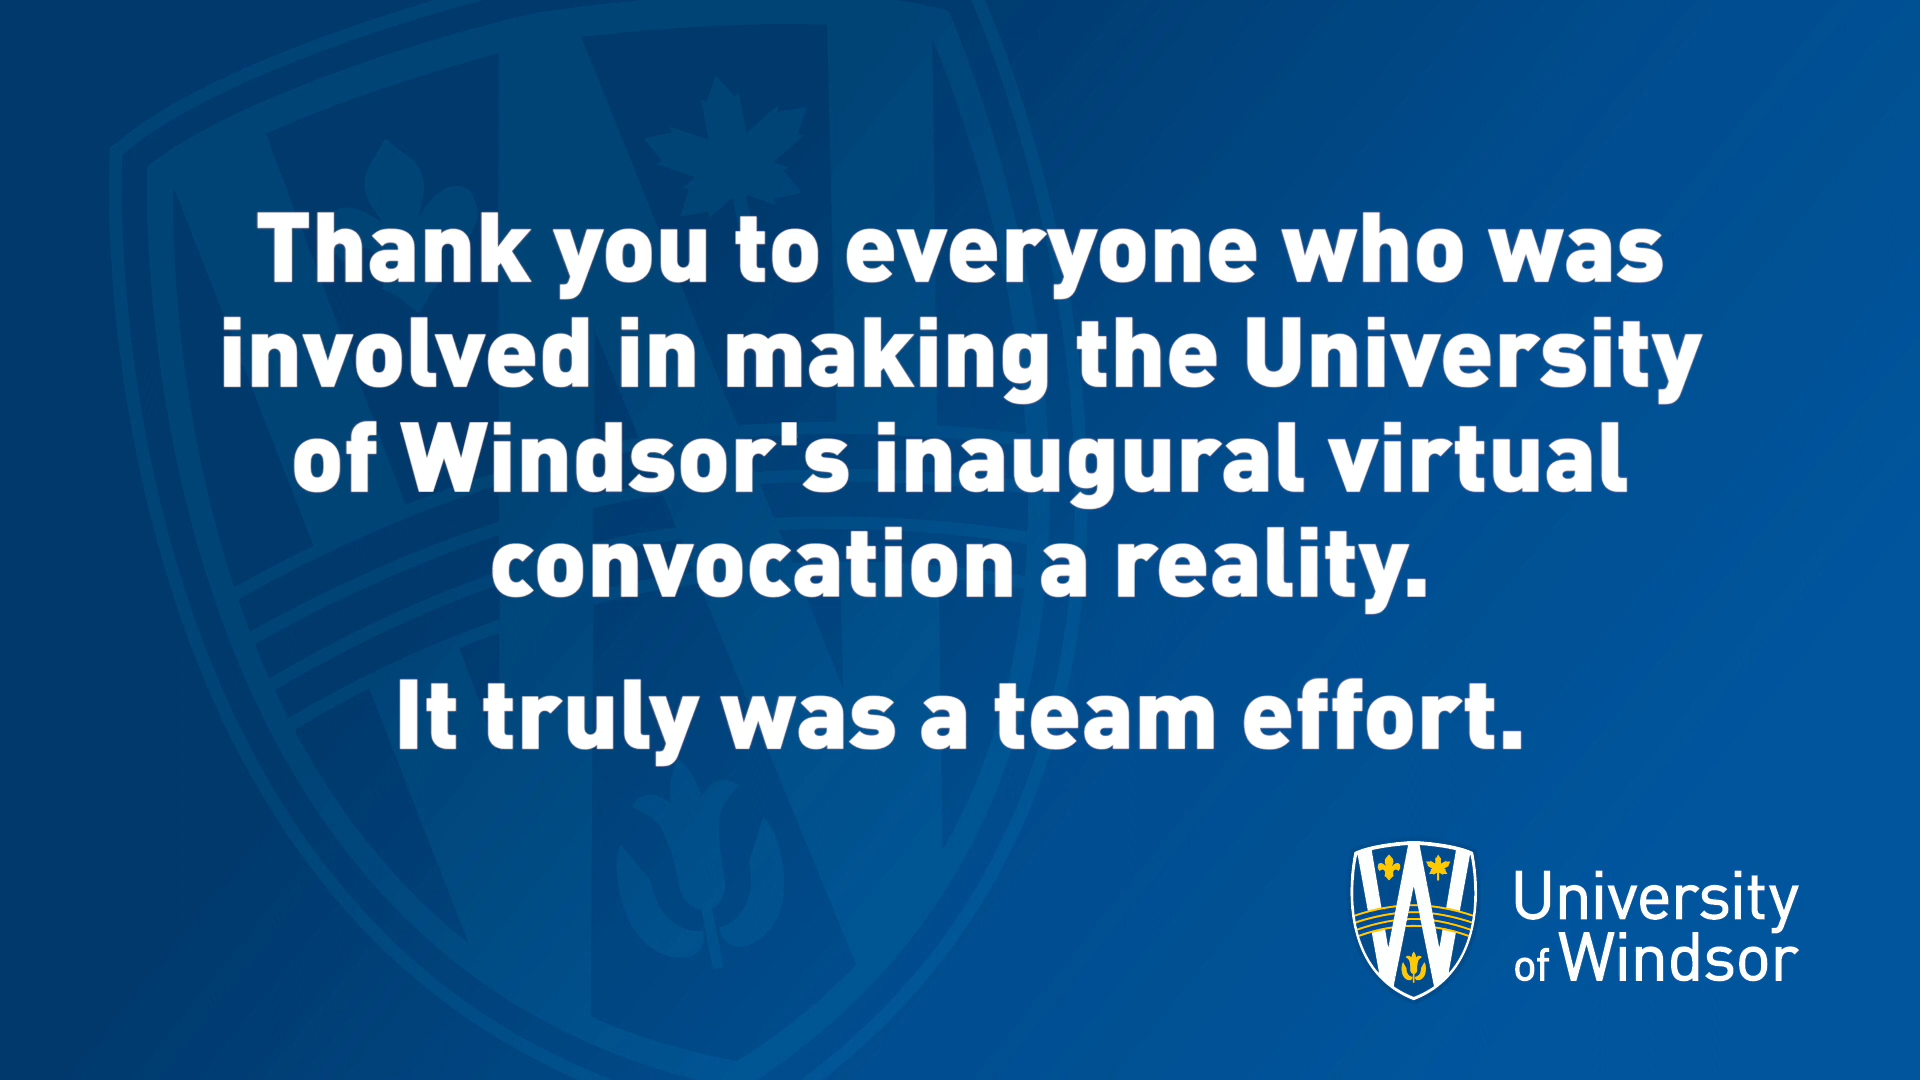 Thank you to everyone who was
involved in making the University
of Windsor's inaugural virtual
convocation a reality.
It truly was a team effort.
University
of Windsor